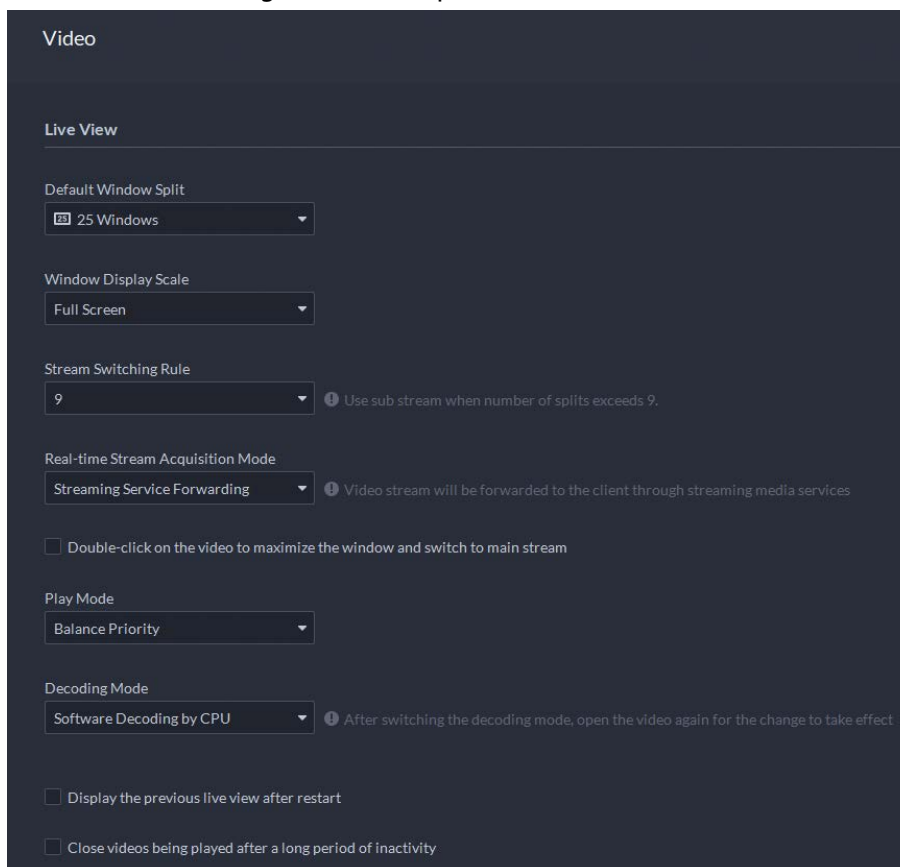 Video
Live View
Default Window Split
25 25 Windows
Window Display Scale
Full Screen
Stream Switching Rule
9 Use sub stream when number of splits exceeds 9.
Real-time Stream Acquisition Mode
Streaming Service Forwarding Video stream will be forwarded to the client through streaming media services
Double-click on the video to maximize the window and switch to main stream
Play Mode
Balance Priority
Decoding Mode
Software Decoding by CPU After switching the decoding mode, open the video again for the change to take effect
Display the previous live view after restart
Close videos being played after a long period of inactivity